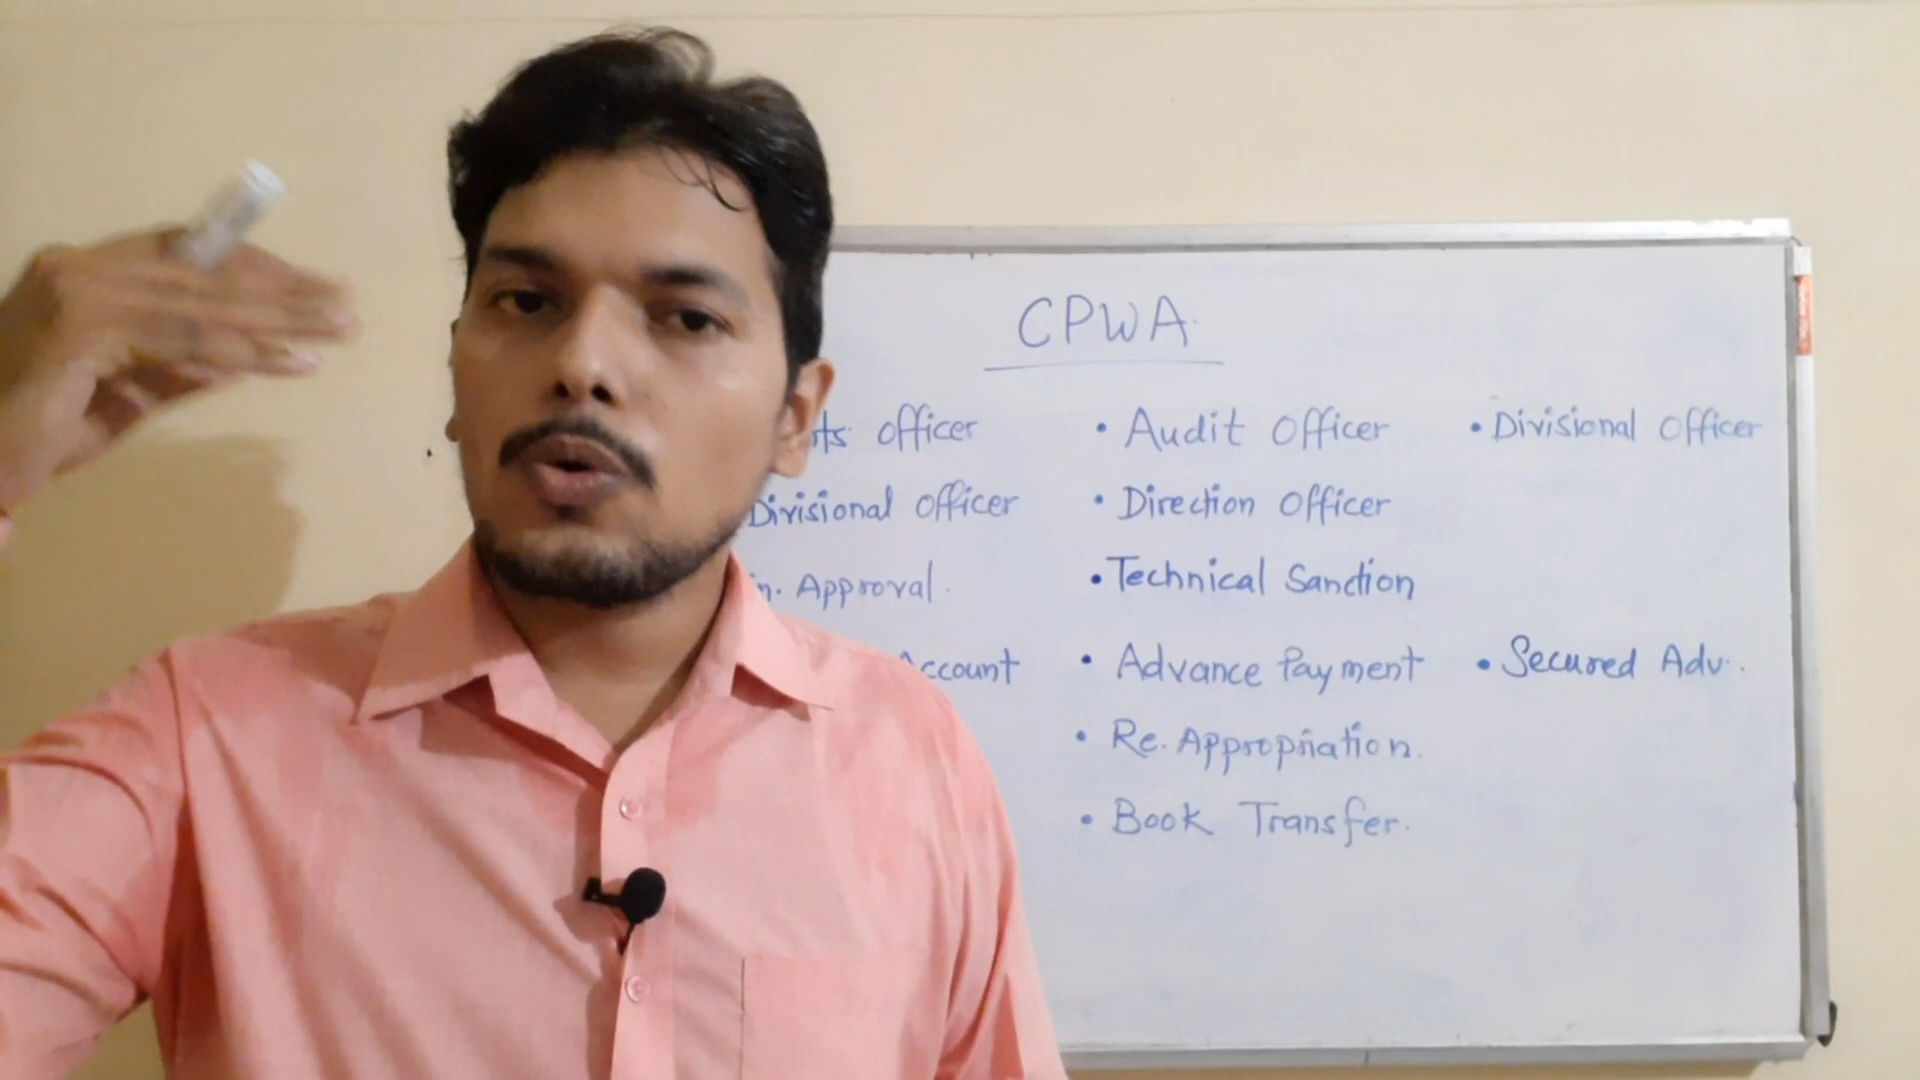 CPWA
officer • Audit Officer • Divisional Officer
Divisional Officer • Direction Officer
Approval. • Technical Sanction
Account • Advance Payment • Secured Adv.
• Re. Appropriation.
• Book Transfer.